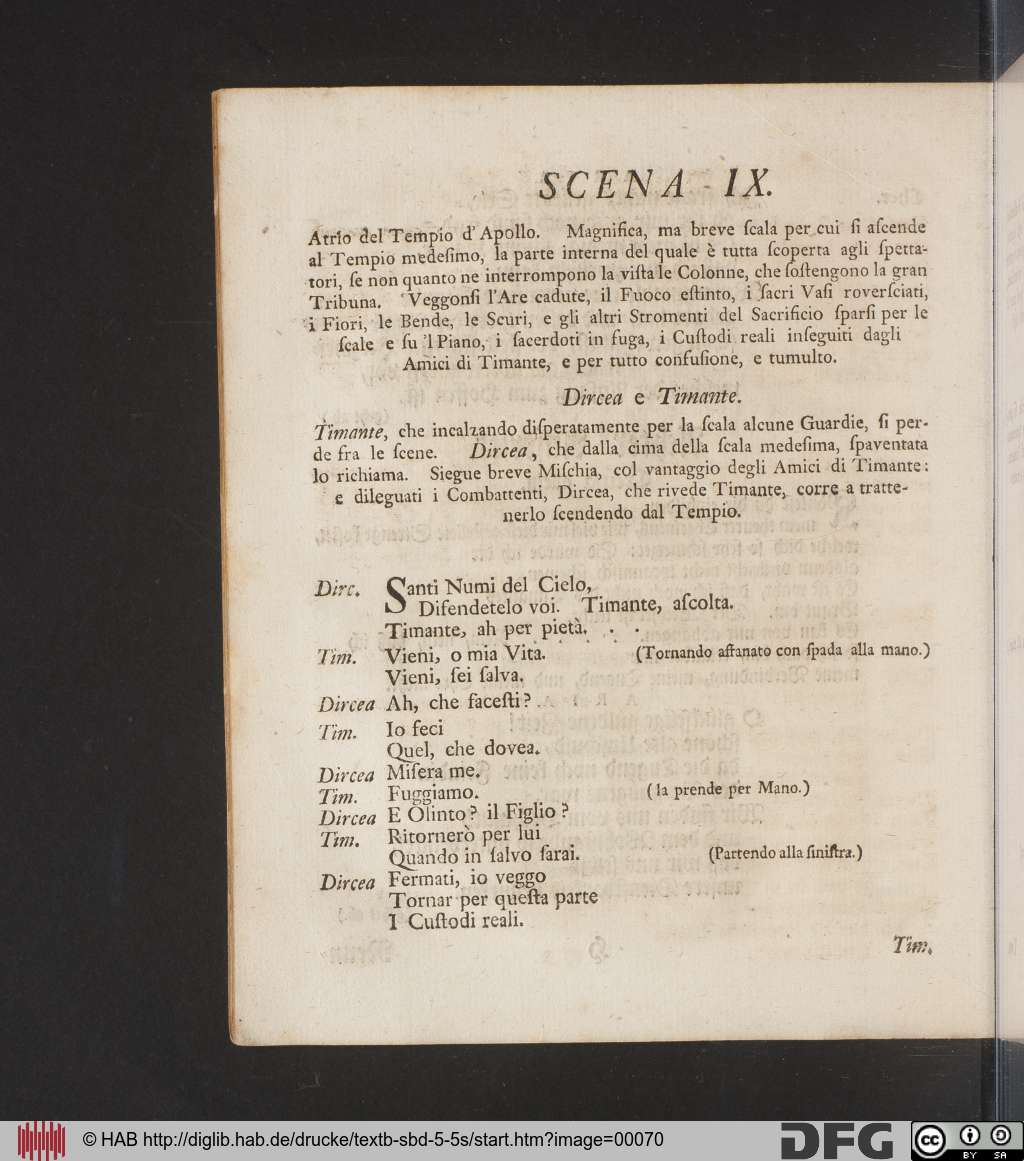 SCENA IX.
Atrio del Tempio d'Apollo. Magnifica, ma breve ſcala per cui ſi aſcende
al Tempio medeſimo, la parte interna del quale è tutta ſcoperta agli ſpetta-
tori, ſe non quanto ne interrompono la viſta le Colonne, che ſoſtengono la gran
Tribuna. Veggonſi l'Are cadute, il Fuoco eſtinto, i ſacri Vaſi roverſciati,
i Fiori, le Bende, le Scuri, e gli altri Stromenti del Sacrificio ſparſi per le
ſcale e ſu 'l Piano, i ſacerdoti in fuga, i Cuſtodi reali inſeguiti dagli
Amici di Timante, e per tutto confuſione, e tumulto.
Dircea e Timante.
Timante, che incalzando diſperatamente per la ſcala alcune Guardie, ſi per-
de fra le ſcene. Dircea, che dalla cima della ſcala medeſima, ſpaventata
lo richiama. Siegue breve Miſchia, col vantaggio degli Amici di Timante:
e dileguati i Combattenti, Dircea, che rivede Timante, corre a tratte-
nerlo ſcendendo dal Tempio.
Dirc. Santi Numi del Cielo,
Difendetelo voi. Timante, aſcolta.
Timante, ah per pietà. . .
Tim. Vieni, o mia Vita. (Tornando affanato con ſpada alla mano.)
Vieni, ſei ſalva.
Dircea Ah, che faceſti?
Tim. Io feci
Quel, che dovea.
Dircea Miſera me.
Tim. Fuggiamo. (la prende per Mano.)
Dircea E Olinto? il Figlio?
Tim. Ritornerò per lui
Quando in ſalvo ſarai. (Partendo alla ſiniſtra.)
Dircea Fermati, io veggo
Tornar per queſta parte
I Cuſtodi reali.
Tim.
© HAB http://diglib.hab.de/drucke/textb-sbd-5-5s/start.htm?image=00070
DFG
cc BY SA